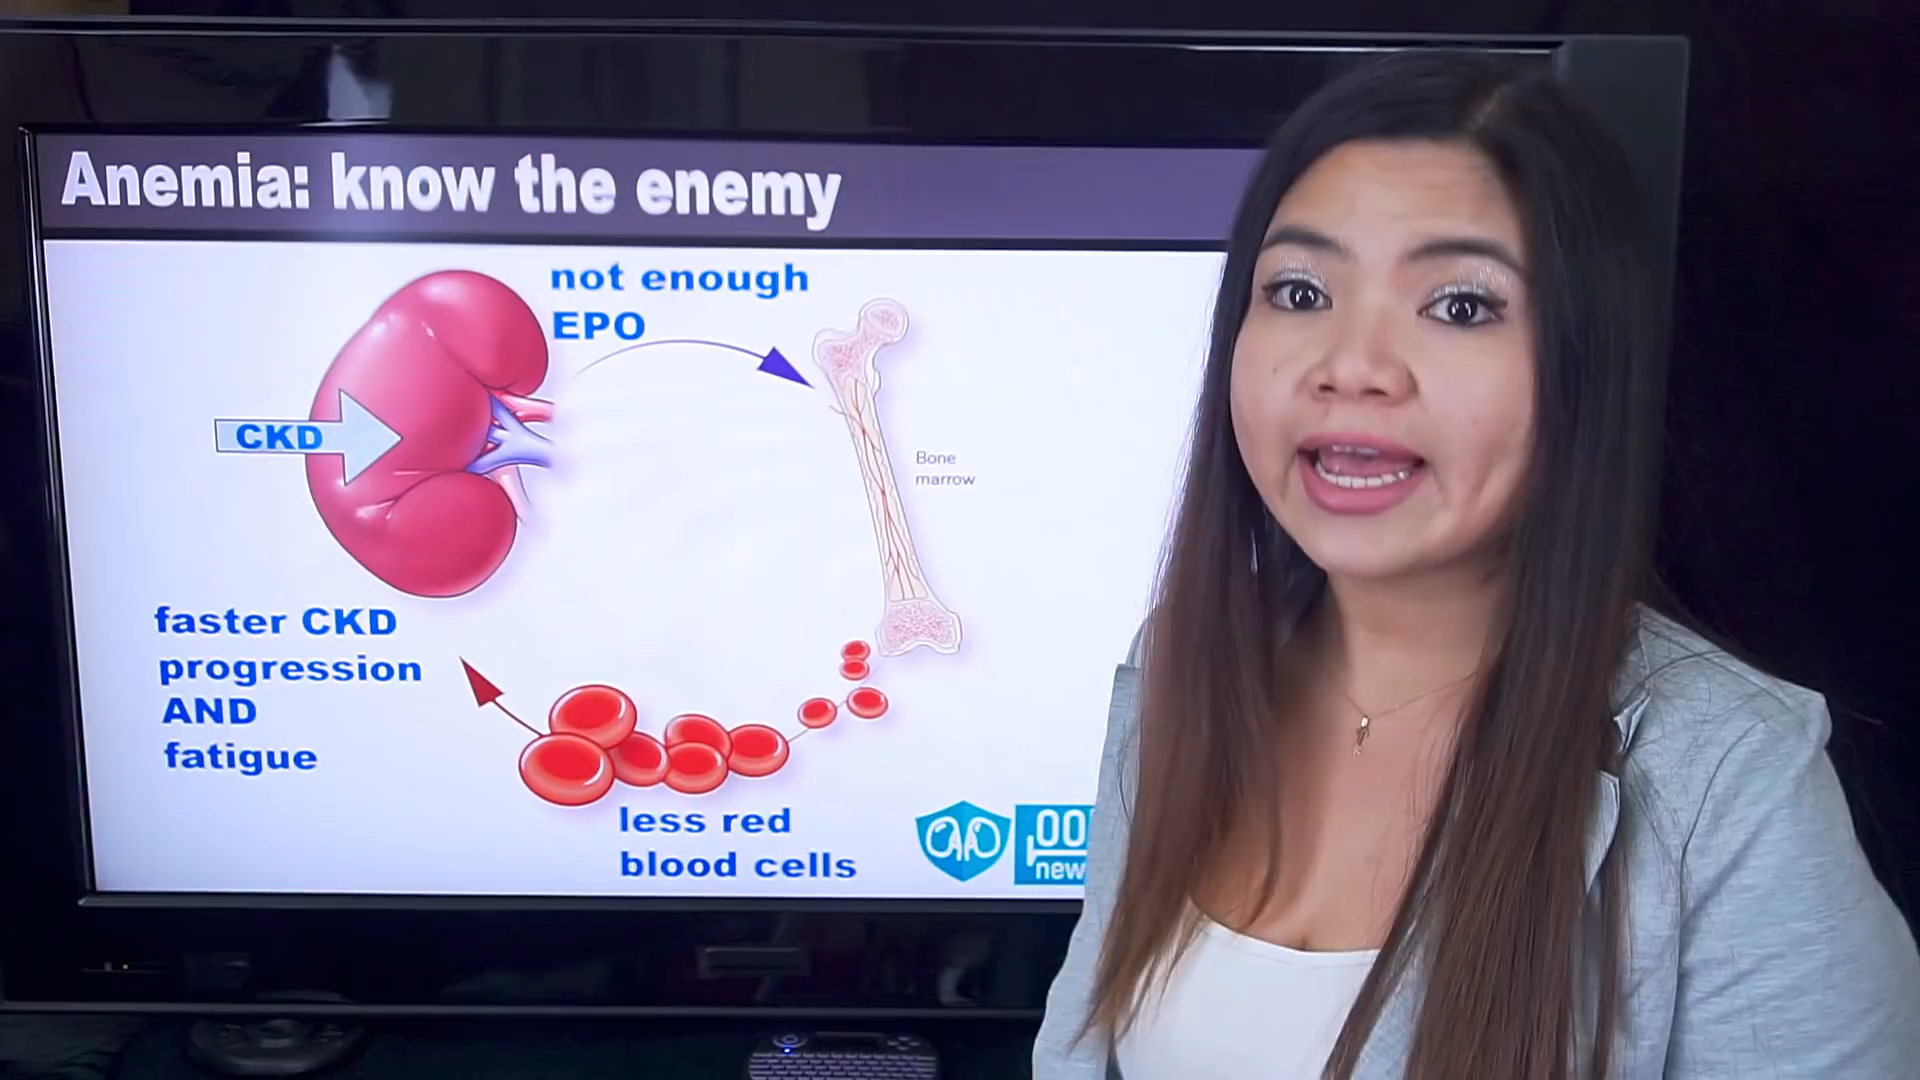 Anemia: know the enemy
not enough
EPO
CKD
Bone
marrow
faster CKD
progression
AND
fatigue
less red
blood cells
new